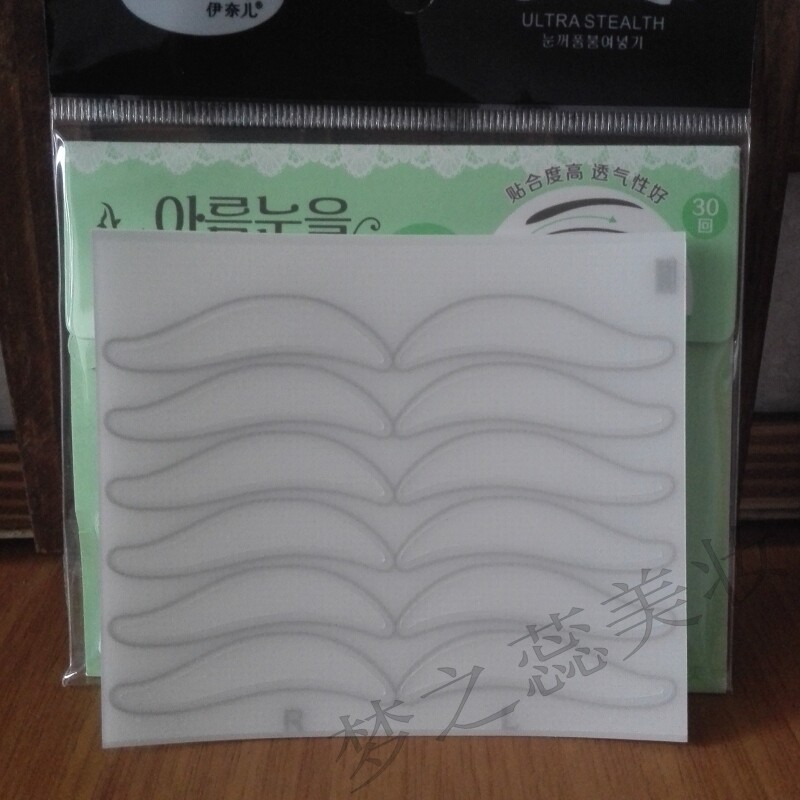 伊奈儿®
ULTRA STEALTH
눈꺼풀붙여넣기
贴合度高 透气性好
30
回
아름눈을
R
L
梦之蕊美妆